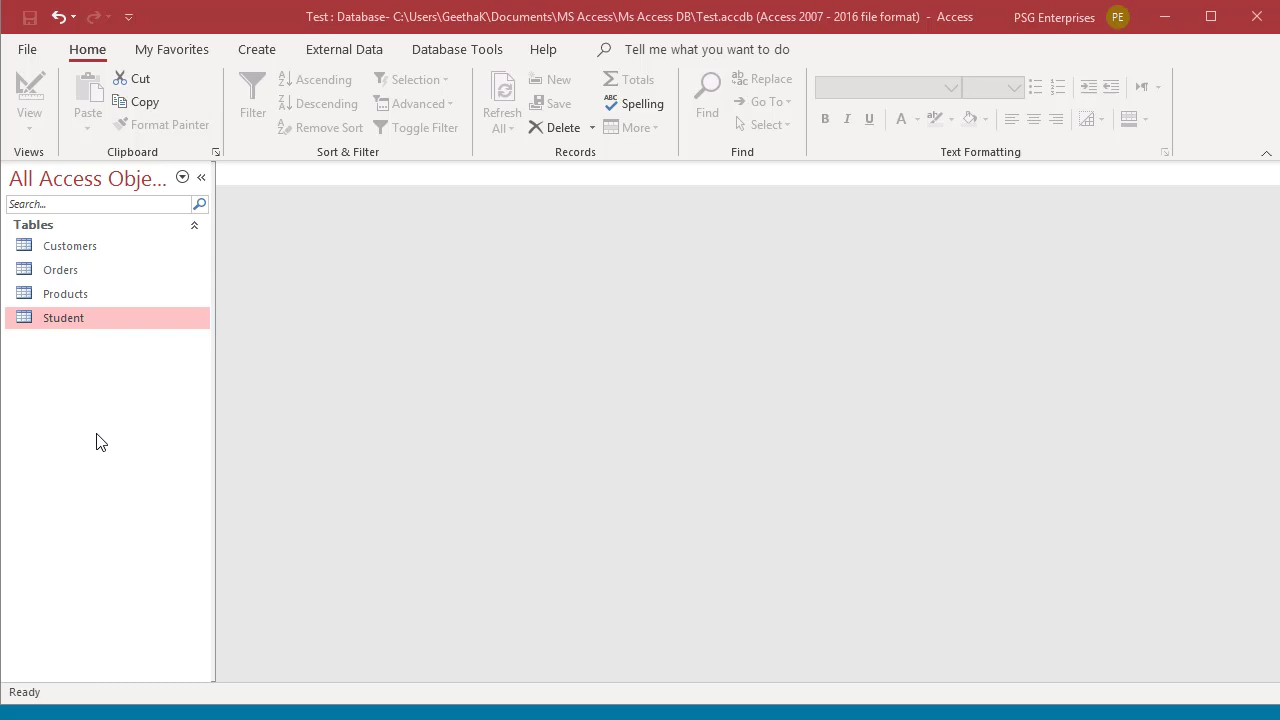 Test : Database- C:\Users\GeethaK\Documents\MS Access\Ms Access DB\Test.accdb (Access 2007 - 2016 file format) - Access
PSG Enterprises PE
File Home My Favorites Create External Data Database Tools Help Tell me what you want to do
View
Views
Paste
Cut
Copy
Format Painter
Clipboard
Filter
Ascending
Descending
Remove Sort
Selection
Advanced
Toggle Filter
Sort & Filter
Refresh
All
New
Save
Delete
Totals
Spelling
More
Records
Find
Replace
Go To
Select
Find
B I U A
Text Formatting
All Access Obje...
Search...
Tables
Customers
Orders
Products
Student
Ready